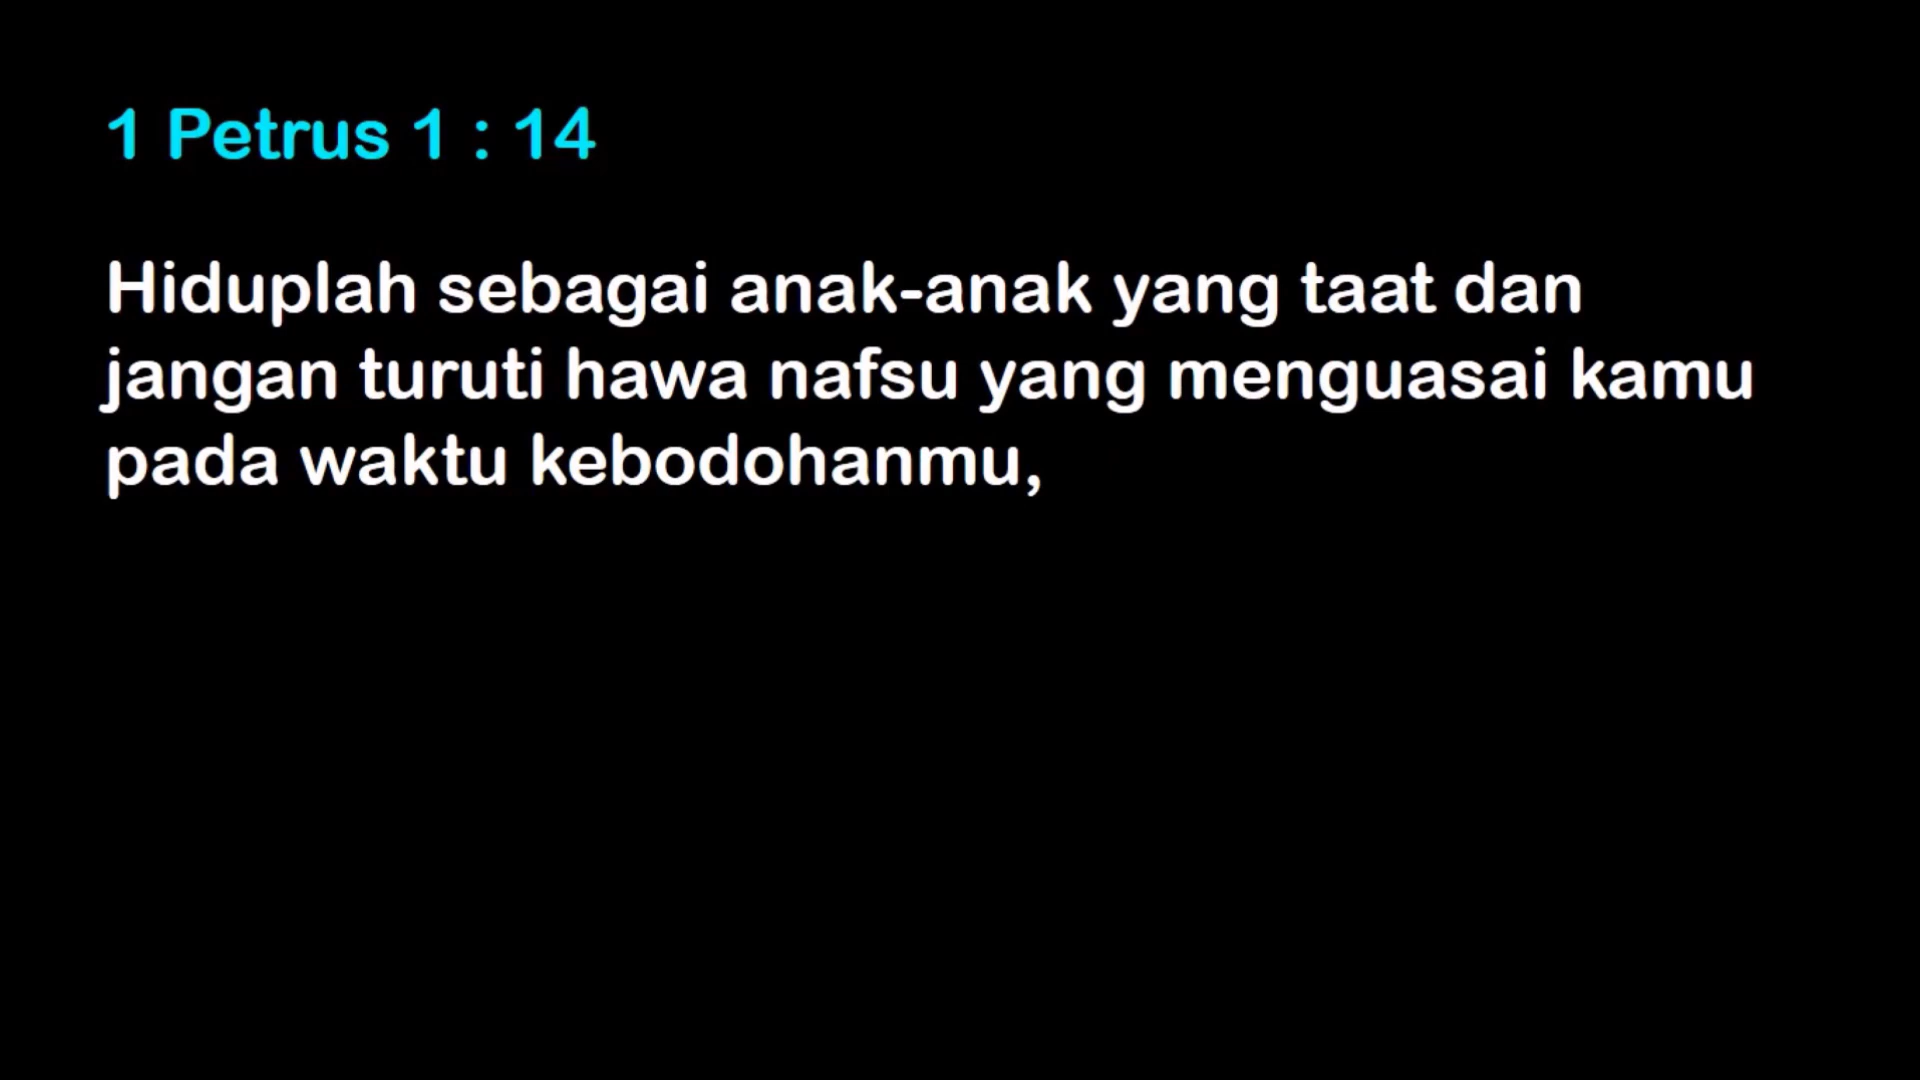 1 Petrus 1 : 14
Hiduplah sebagai anak-anak yang taat dan
jangan turuti hawa nafsu yang menguasai kamu
pada waktu kebodohanmu,